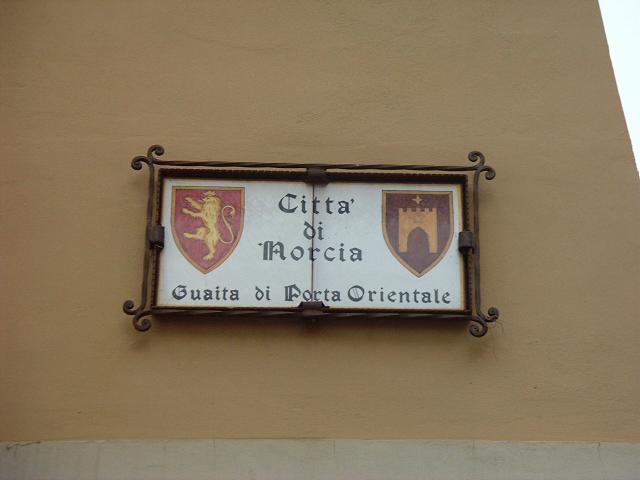 Citta'
di
Norcia
Guaita di Porta Orientale